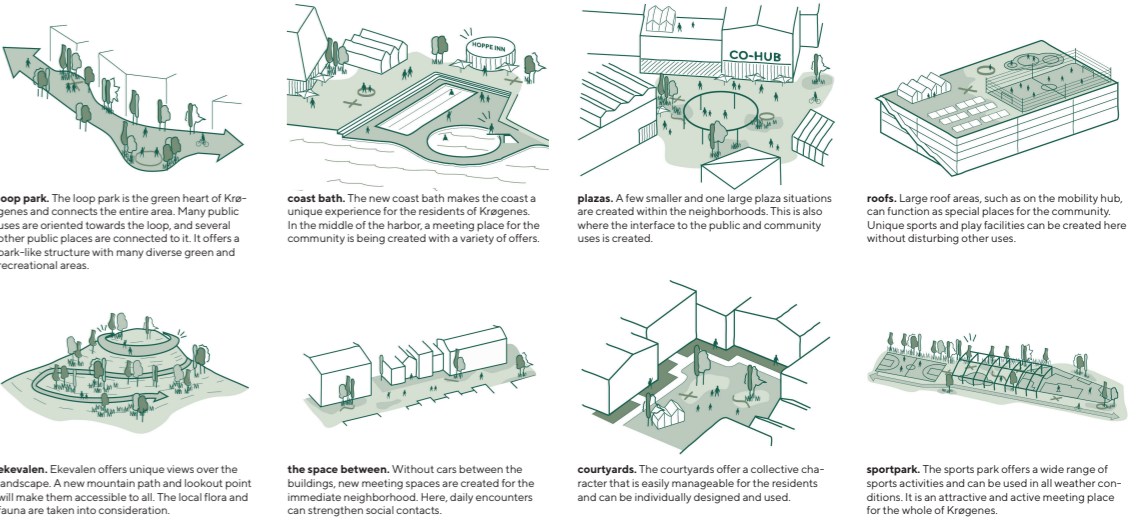 HOPPE INN
CO-HUB
loop park. The loop park is the green heart of Krø-
genes and connects the entire area. Many public
uses are oriented towards the loop, and several
other public places are connected to it. It offers a
park-like structure with many diverse green and
recreational areas.
coast bath. The new coast bath makes the coast a
unique experience for the residents of Krøgenes.
In the middle of the harbor, a meeting place for the
community is being created with a variety of offers.
plazas. A few smaller and one large plaza situations
are created within the neighborhoods. This is also
where the interface to the public and community
uses is created.
roofs. Large roof areas, such as on the mobility hub,
can function as special places for the community.
Unique sports and play facilities can be created here
without disturbing other uses.
ekevalen. Ekevalen offers unique views over the
landscape. A new mountain path and lookout point
will make them accessible to all. The local flora and
fauna are taken into consideration.
the space between. Without cars between the
buildings, new meeting spaces are created for the
immediate neighborhood. Here, daily encounters
can strengthen social contacts.
courtyards. The courtyards offer a collective cha-
racter that is easily manageable for the residents
and can be individually designed and used.
sportpark. The sports park offers a wide range of
sports activities and can be used in all weather con-
ditions. It is an attractive and active meeting place
for the whole of Krøgenes.